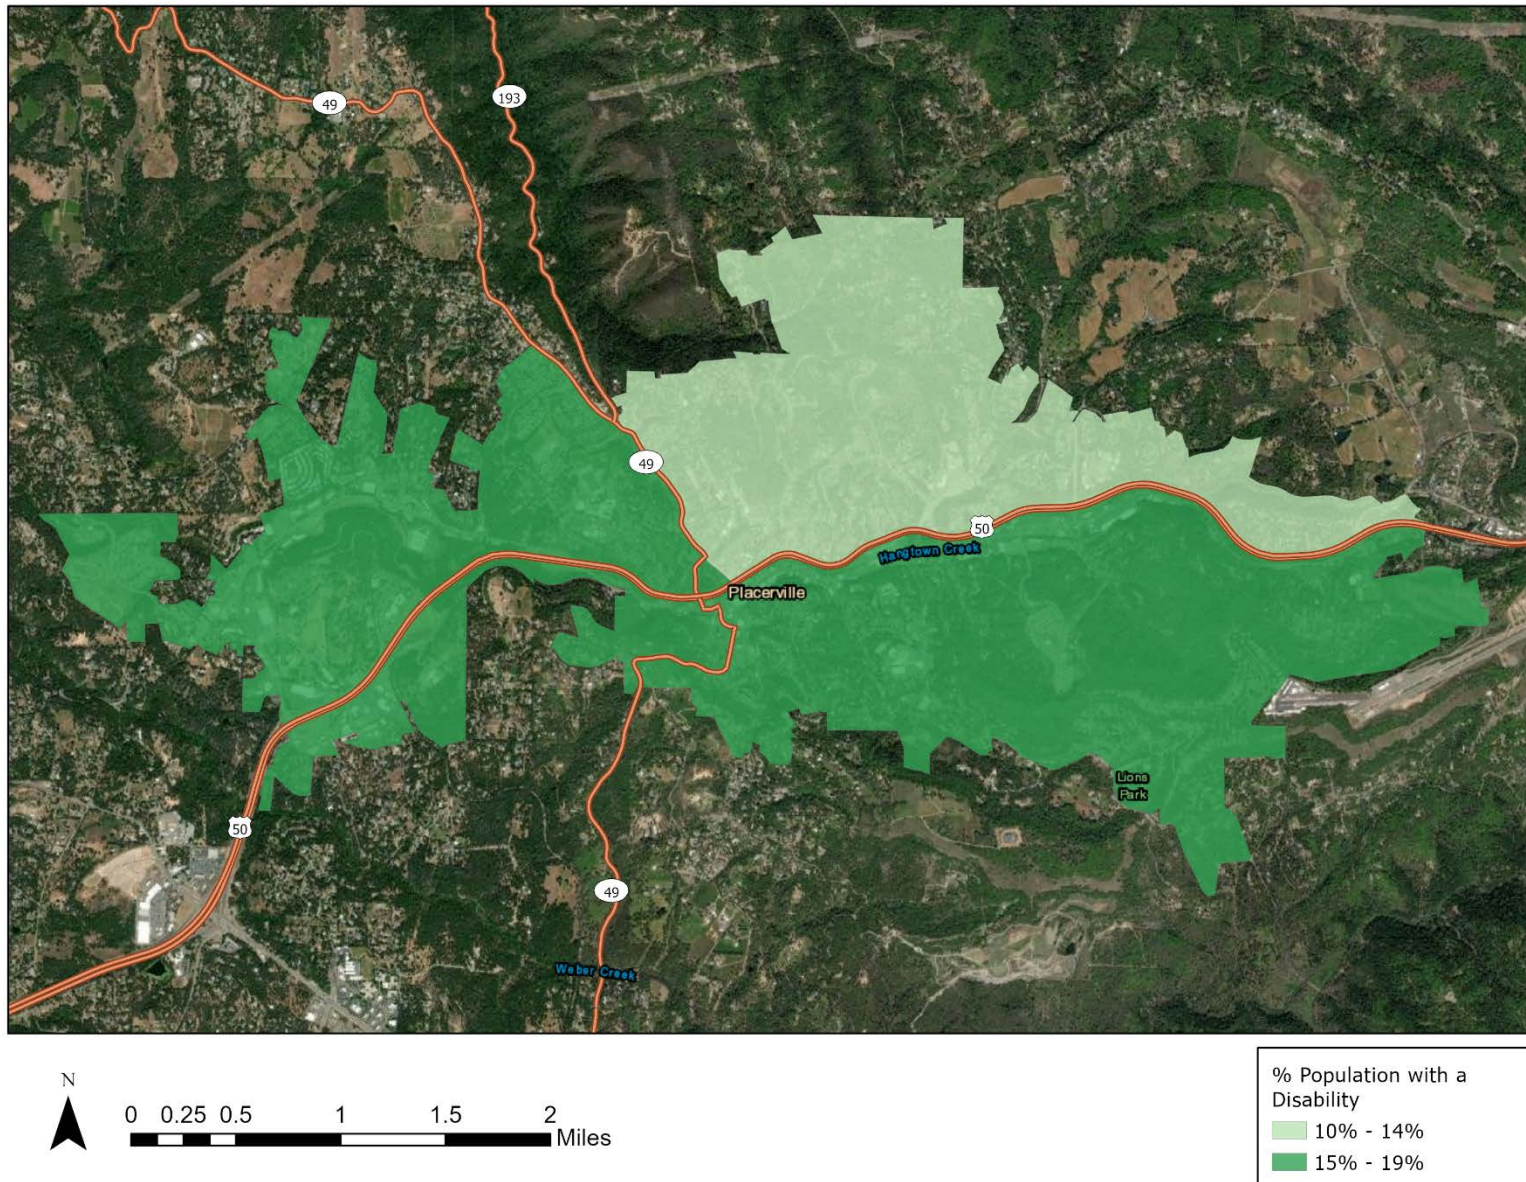 49
193
49
50
Hangtown Creek
Placerville
Lions
Park
50
49
Weber Creek
N
0 0.25 0.5 1 1.5 2
Miles
% Population with a
Disability
10% - 14%
15% - 19%